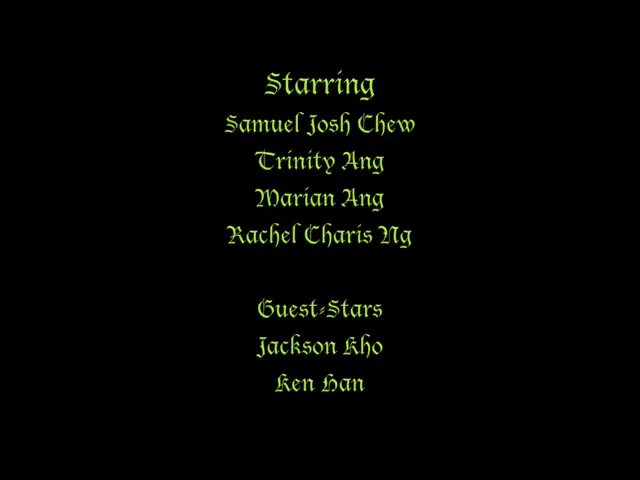 Starring
Samuel Josh Chew
Trinity Ang
Marian Ang
Rachel Charis Ng
Guest-Stars
Jackson Kho
Ken Han